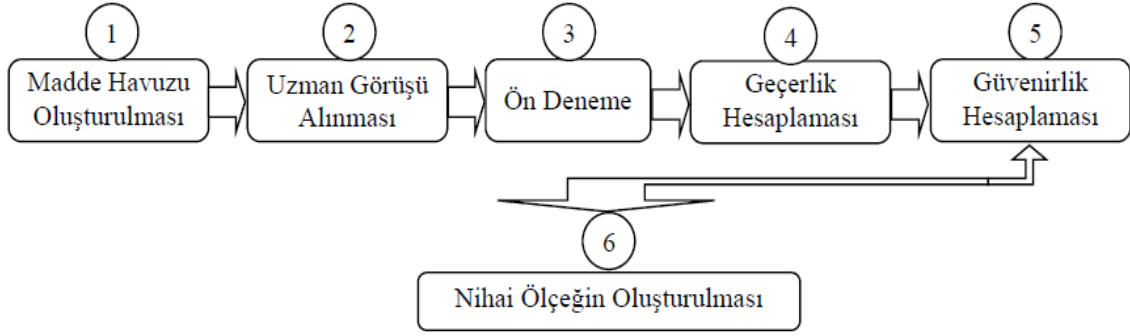 1
Madde Havuzu
Oluşturulması
2
Uzman Görüşü
Alınması
3
Ön Deneme
4
Geçerlik
Hesaplaması
5
Güvenirlik
Hesaplaması
6
Nihai Ölçeğin Oluşturulması